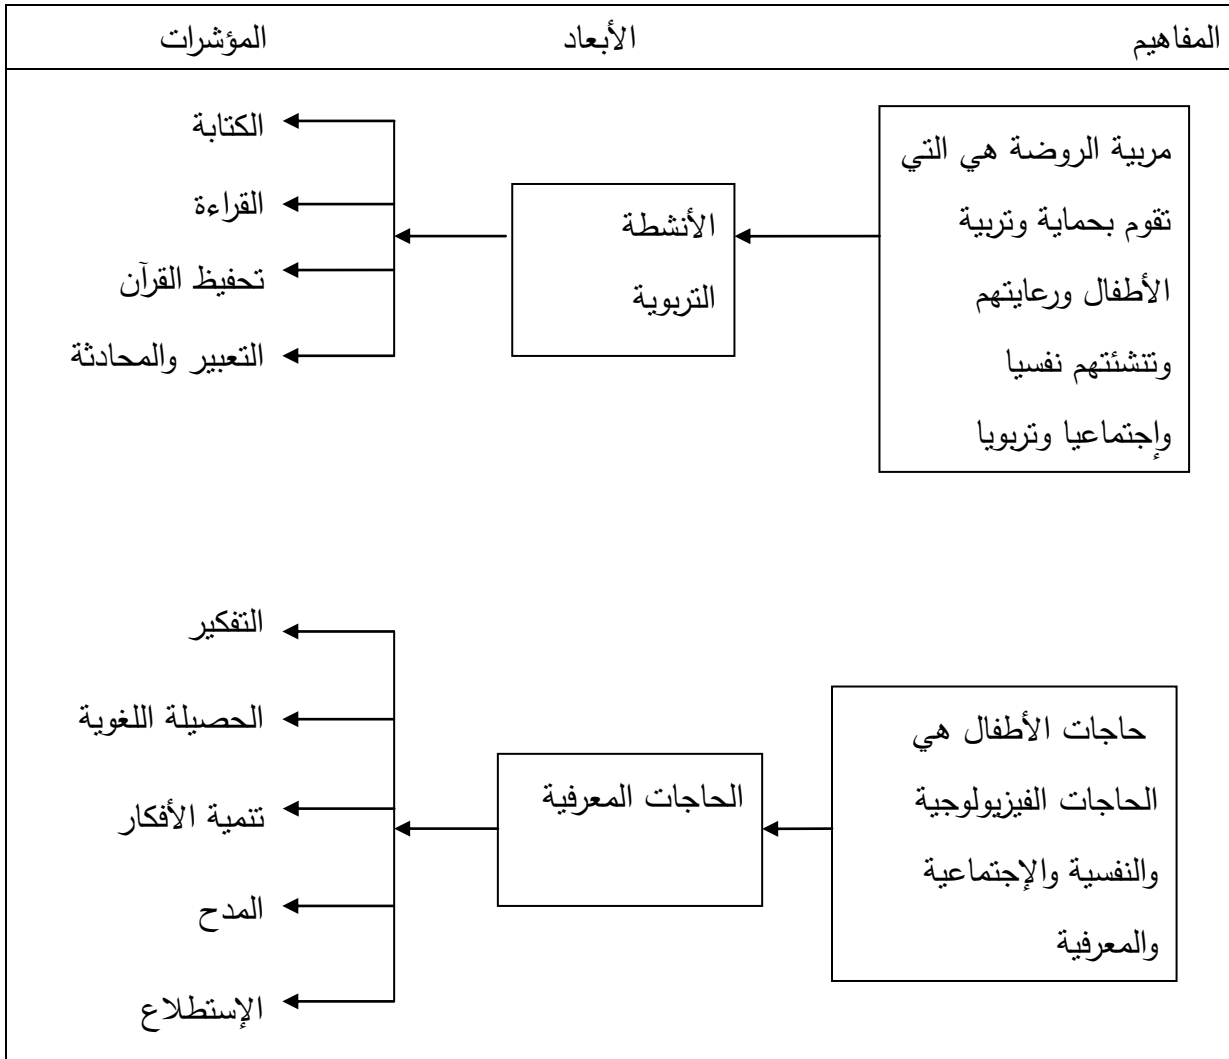 المفاهيم الأبعاد المؤشرات
مربية الروضة هي التي
تقوم بحماية وتربية
الأطفال ورعايتهم
وتنشئتهم نفسيا
وإجتماعيا وتربويا
الأنشطة
التربوية
الكتابة
القراءة
تحفيظ القرآن
التعبير والمحادثة
حاجات الأطفال هي
الحاجات الفيزيولوجية
والنفسية والإجتماعية
والمعرفية
الحاجات المعرفية
التفكير
الحصيلة اللغوية
تنمية الأفكار
المدح
الإستطلاع